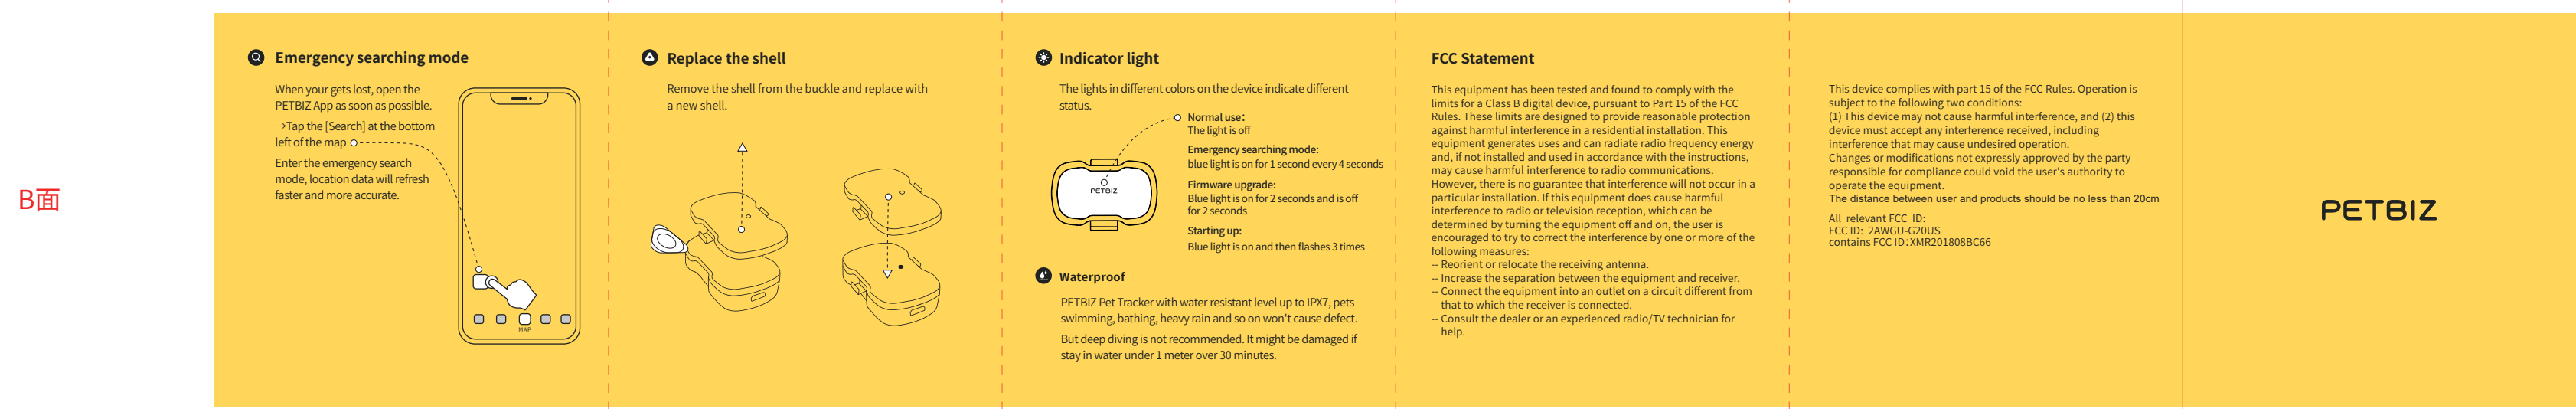 B面
Emergency searching mode
When your gets lost, open the
PETBIZ App as soon as possible.
→Tap the [Search] at the bottom
left of the map
Enter the emergency search
mode, location data will refresh
faster and more accurate.
MAP
Replace the shell
Remove the shell from the buckle and replace with
a new shell.
Indicator light
The lights in different colors on the device indicate different
status.
Normal use:
The light is off
Emergency searching mode:
blue light is on for 1 second every 4 seconds
Firmware upgrade:
Blue light is on for 2 seconds and is off
for 2 seconds
Starting up:
Blue light is on and then flashes 3 times
PETBIZ
Waterproof
PETBIZ Pet Tracker with water resistant level up to IPX7, pets
swimming, bathing, heavy rain and so on won't cause defect.
But deep diving is not recommended. It might be damaged if
stay in water under 1 meter over 30 minutes.
FCC Statement
This equipment has been tested and found to comply with the
limits for a Class B digital device, pursuant to Part 15 of the FCC
Rules. These limits are designed to provide reasonable protection
against harmful interference in a residential installation. This
equipment generates uses and can radiate radio frequency energy
and, if not installed and used in accordance with the instructions,
may cause harmful interference to radio communications.
However, there is no guarantee that interference will not occur in a
particular installation. If this equipment does cause harmful
interference to radio or television reception, which can be
determined by turning the equipment off and on, the user is
encouraged to try to correct the interference by one or more of the
following measures:
-- Reorient or relocate the receiving antenna.
-- Increase the separation between the equipment and receiver.
-- Connect the equipment into an outlet on a circuit different from
that to which the receiver is connected.
-- Consult the dealer or an experienced radio/TV technician for
help.
This device complies with part 15 of the FCC Rules. Operation is
subject to the following two conditions:
(1) This device may not cause harmful interference, and (2) this
device must accept any interference received, including
interference that may cause undesired operation.
Changes or modifications not expressly approved by the party
responsible for compliance could void the user's authority to
operate the equipment.
The distance between user and products should be no less than 20cm
All relevant FCC ID:
FCC ID: 2AWGU-G20US
contains FCC ID:XMR201808BC66
PETBIZ